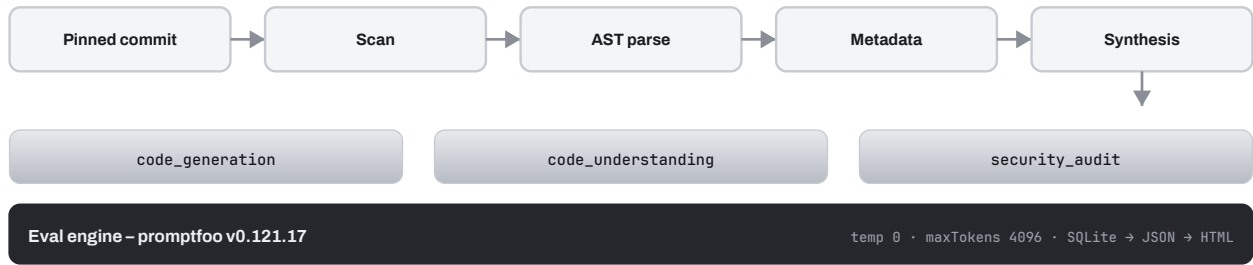 Pinned commit
Scan
AST parse
Metadata
Synthesis
code_generation
code_understanding
security_audit
Eval engine – promptfoo v0.121.17
temp 0 · maxTokens 4096 · SQLite → JSON → HTML